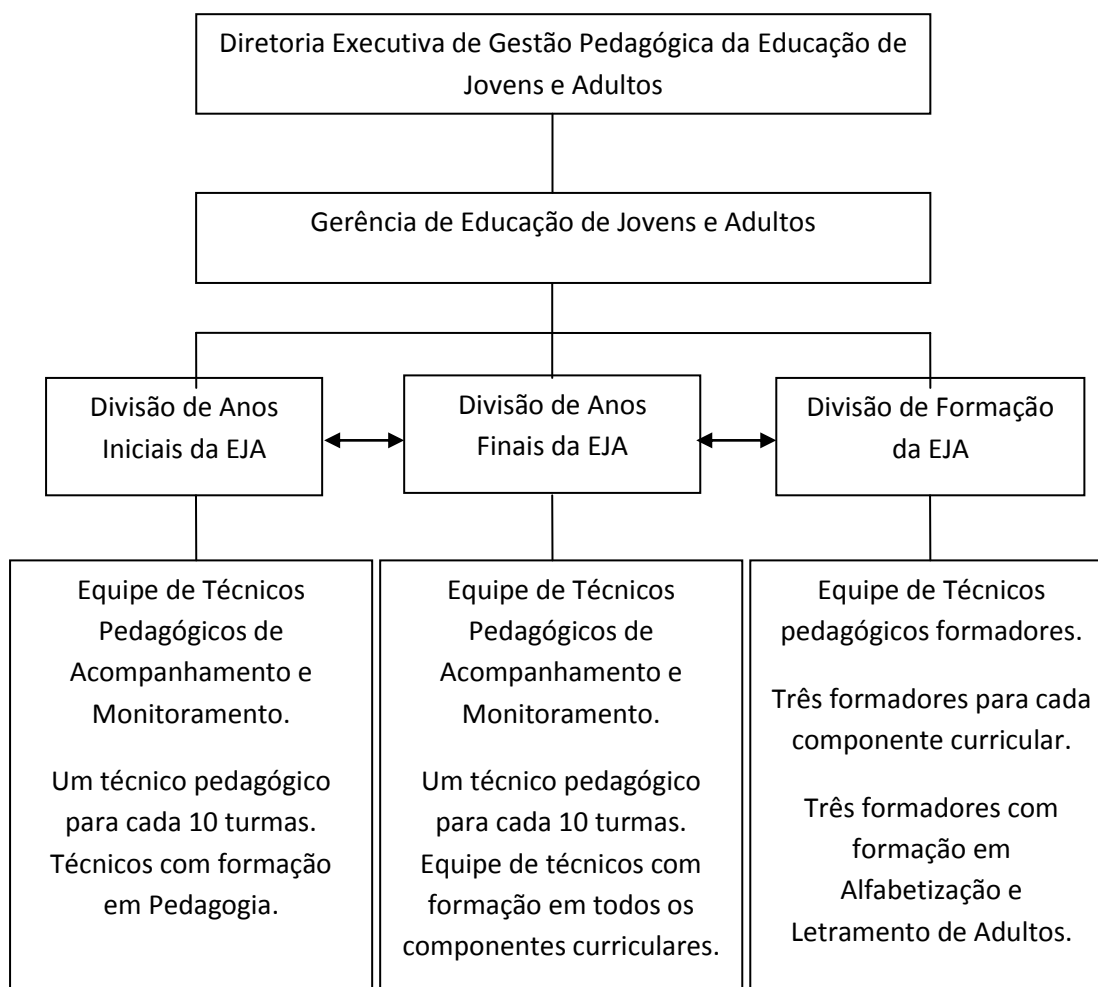 Diretoria Executiva de Gestão Pedagógica da Educação de
Jovens e Adultos
Gerência de Educação de Jovens e Adultos
Divisão de Anos
Iniciais da EJA
Divisão de Anos
Finais da EJA
Divisão de Formação
da EJA
Equipe de Técnicos
Pedagógicos de
Acompanhamento e
Monitoramento.
Um técnico pedagógico
para cada 10 turmas.
Técnicos com formação
em Pedagogia.
Equipe de Técnicos
Pedagógicos de
Acompanhamento e
Monitoramento.
Um técnico pedagógico
para cada 10 turmas.
Equipe de técnicos com
formação em todos os
componentes curriculares.
Equipe de Técnicos
pedagógicos formadores.
Três formadores para cada
componente curricular.
Três formadores com
formação em
Alfabetização e
Letramento de Adultos.